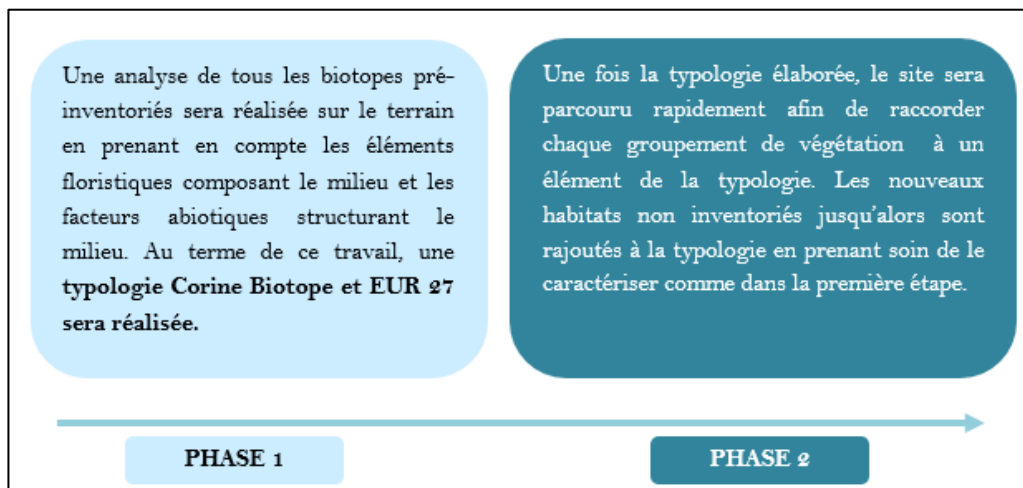 Une analyse de tous les biotopes pré-
inventoriés sera réalisée sur le terrain
en prenant en compte les éléments
floristiques composant le milieu et les
facteurs abiotiques structurant le
milieu. Au terme de ce travail, une
typologie Corine Biotope et EUR 27
sera réalisée.
Une fois la typologie élaborée, le site sera
parcouru rapidement afin de raccorder
chaque groupement de végétation à un
élément de la typologie. Les nouveaux
habitats non inventoriés jusqu'alors sont
rajoutés à la typologie en prenant soin de le
caractériser comme dans la première étape.
PHASE 1
PHASE 2